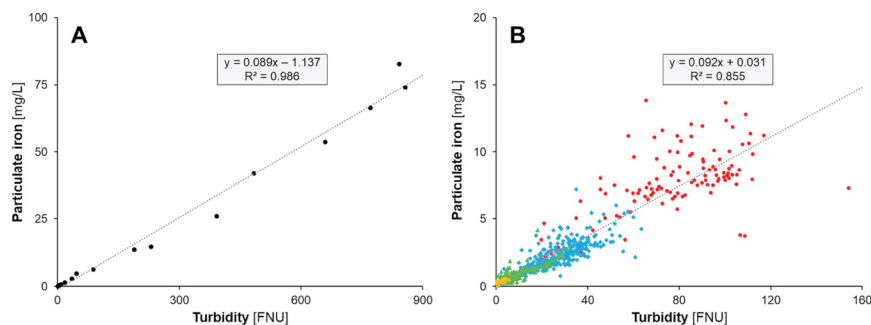 A
y = 0.089x – 1.137
R² = 0.986
Particulate iron [mg/L]
100
75
50
25
0
0 300 600 900
Turbidity [FNU]
B
y = 0.092x + 0.031
R² = 0.855
Particulate iron [mg/L]
20
15
10
5
0
0 40 80 120 160
Turbidity [FNU]